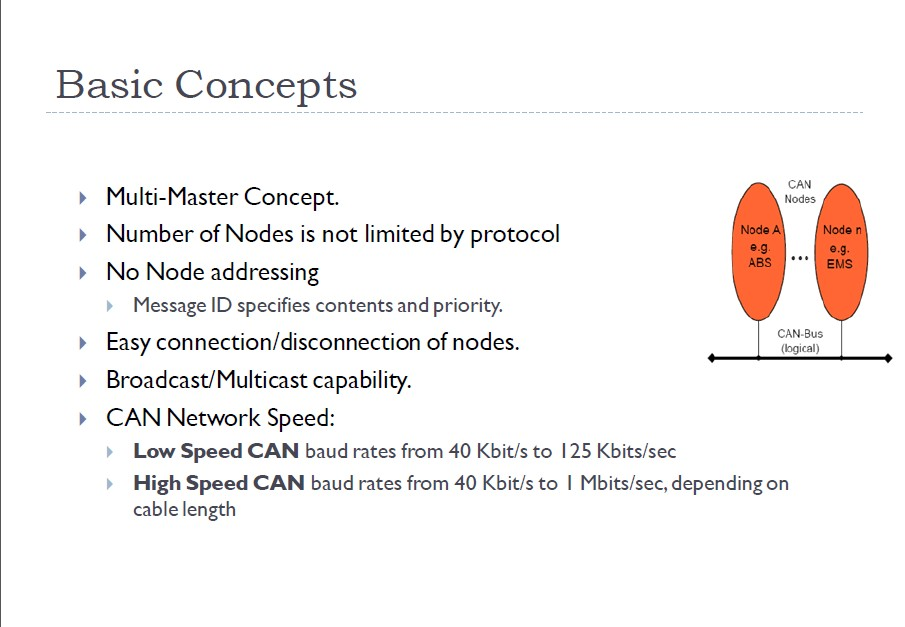 Basic Concepts
Multi-Master Concept.
Number of Nodes is not limited by protocol
No Node addressing
Message ID specifies contents and priority.
Easy connection/disconnection of nodes.
Broadcast/Multicast capability.
CAN Network Speed:
Low Speed CAN baud rates from 40 Kbit/s to 125 Kbits/sec
High Speed CAN baud rates from 40 Kbit/s to 1 Mbits/sec, depending on
cable length
CAN
Nodes
Node A
e.g.
ABS
...
Node n
e.g.
EMS
CAN-Bus
(logical)